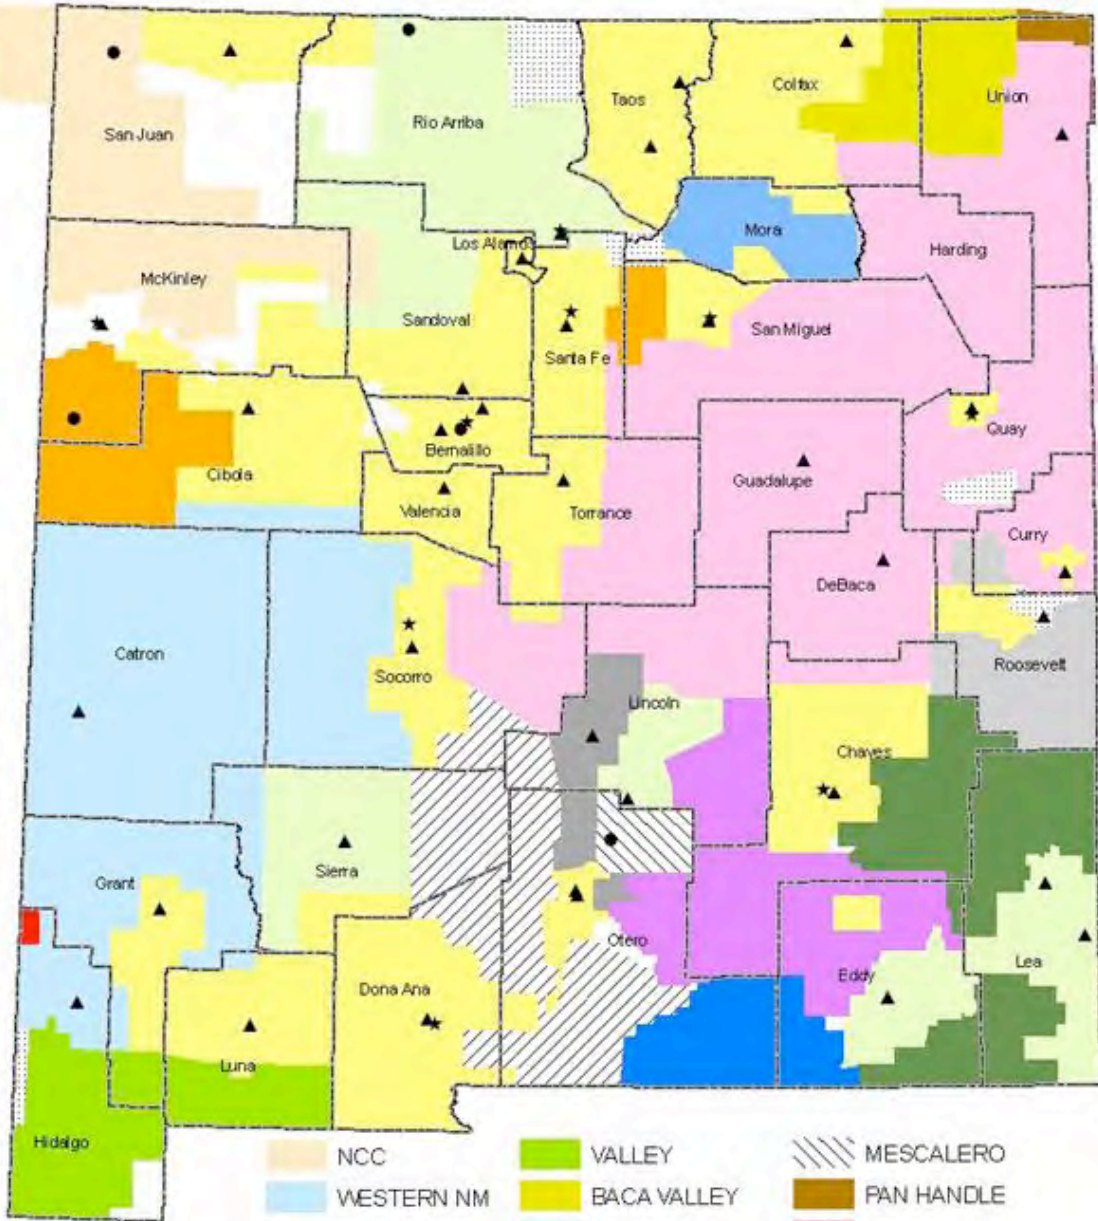 Colfax
Taos
Union
Rio Arriba
San Juan
Mora
Los Alamos
Harding
McKinley
Sandoval
San Miguel
Santa Fe
Quay
Bernalillo
Cibola
Guadalupe
Valencia
Torrance
Curry
DeBaca
Catron
Roosevelt
Socorro
Lincoln
Chaves
Sierra
Grant
Otero
Lea
Eddy
Dona Ana
Luna
Hidalgo
NCC
VALLEY
MESCALERO
WESTERN NM
BACA VALLEY
PAN HANDLE